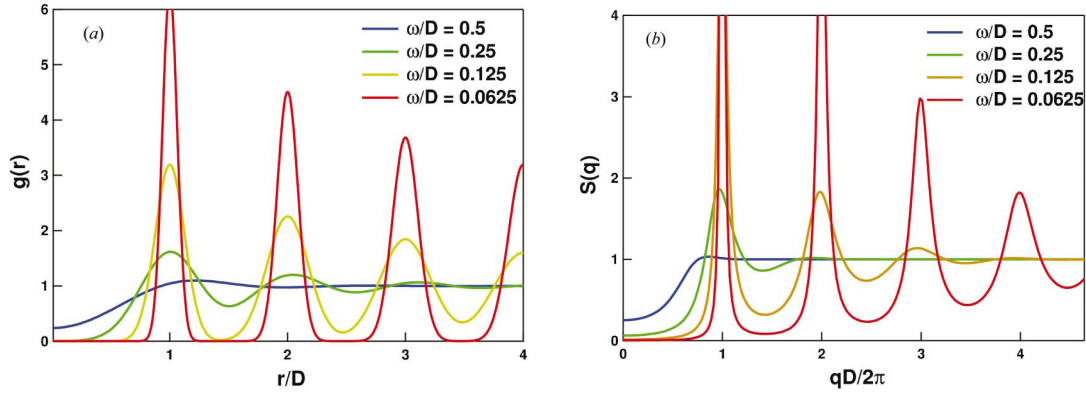 (a)
ω/D = 0.5
ω/D = 0.25
ω/D = 0.125
ω/D = 0.0625
g(r)
6
5
4
3
2
1
0
1 2 3 4
r/D
(b)
ω/D = 0.5
ω/D = 0.25
ω/D = 0.125
ω/D = 0.0625
S(q)
4
3
2
1
0
0 1 2 3 4
qD/2π